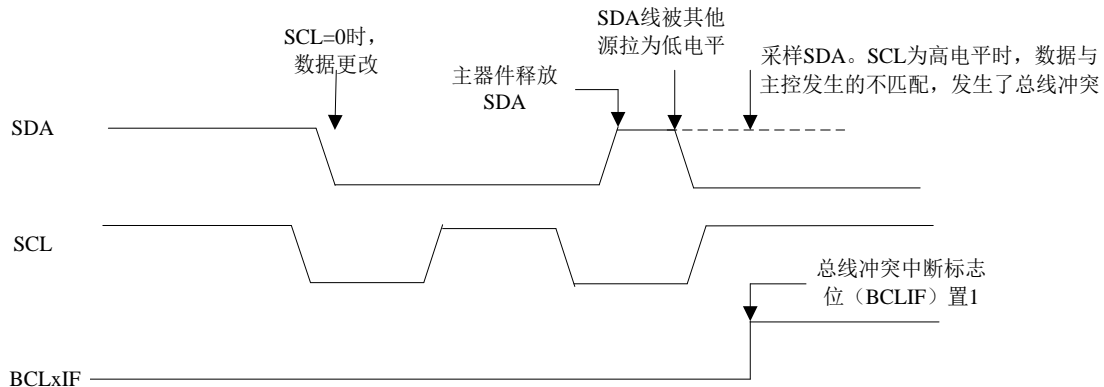 SCL=0时，
数据更改
主器件释放
SDA
SDA线被其他
源拉为低电平
采样SDA。SCL为高电平时，数据与
主控发生的不匹配，发生了总线冲突
SDA
SCL
总线冲突中断标志
位（BCLIF）置1
BCLxIF